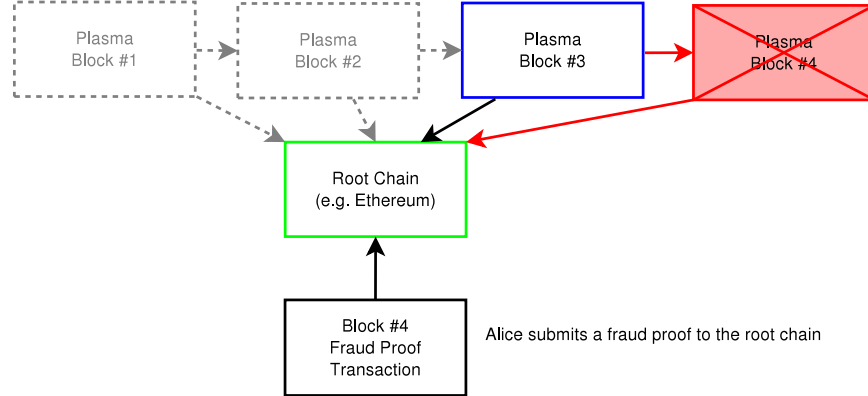 Plasma
Block #1
Plasma
Block #2
Plasma
Block #3
Plasma
Block #4
Root Chain
(e.g. Ethereum)
Block #4
Fraud Proof
Transaction
Alice submits a fraud proof to the root chain